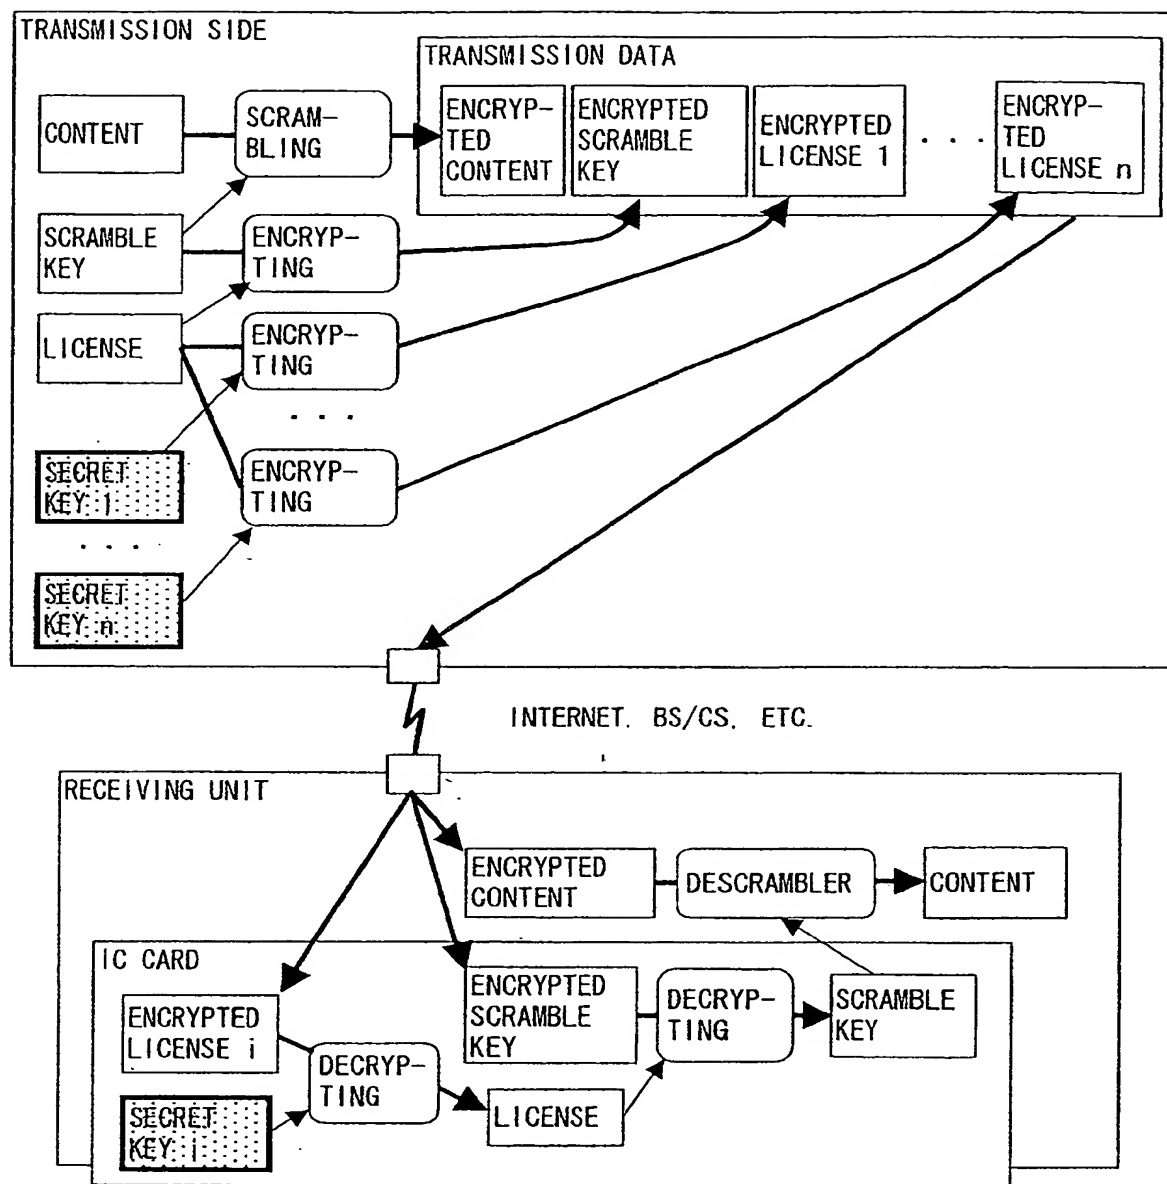 TRANSMISSION SIDE
TRANSMISSION DATA
CONTENT
SCRAM-
BLING
ENCRYP-
TED
CONTENT
ENCRYPTED
SCRAMBLE
KEY
ENCRYPTED
LICENSE 1
. . . .
ENCRYP-
TED
LICENSE n
SCRAMBLE
KEY
ENCRYP-
TING
LICENSE
ENCRYP-
TING
. . .
SECRET
KEY 1
ENCRYP-
TING
. . . .
SECRET
KEY n
INTERNET. BS/CS. ETC.
RECEIVING UNIT
ENCRYPTED
CONTENT
DESCRAMBLER
CONTENT
IC CARD
ENCRYPTED
LICENSE i
ENCRYPTED
SCRAMBLE
KEY
DECRYP-
TING
SCRAMBLE
KEY
DECRYP-
TING
LICENSE
SECRET
KEY i